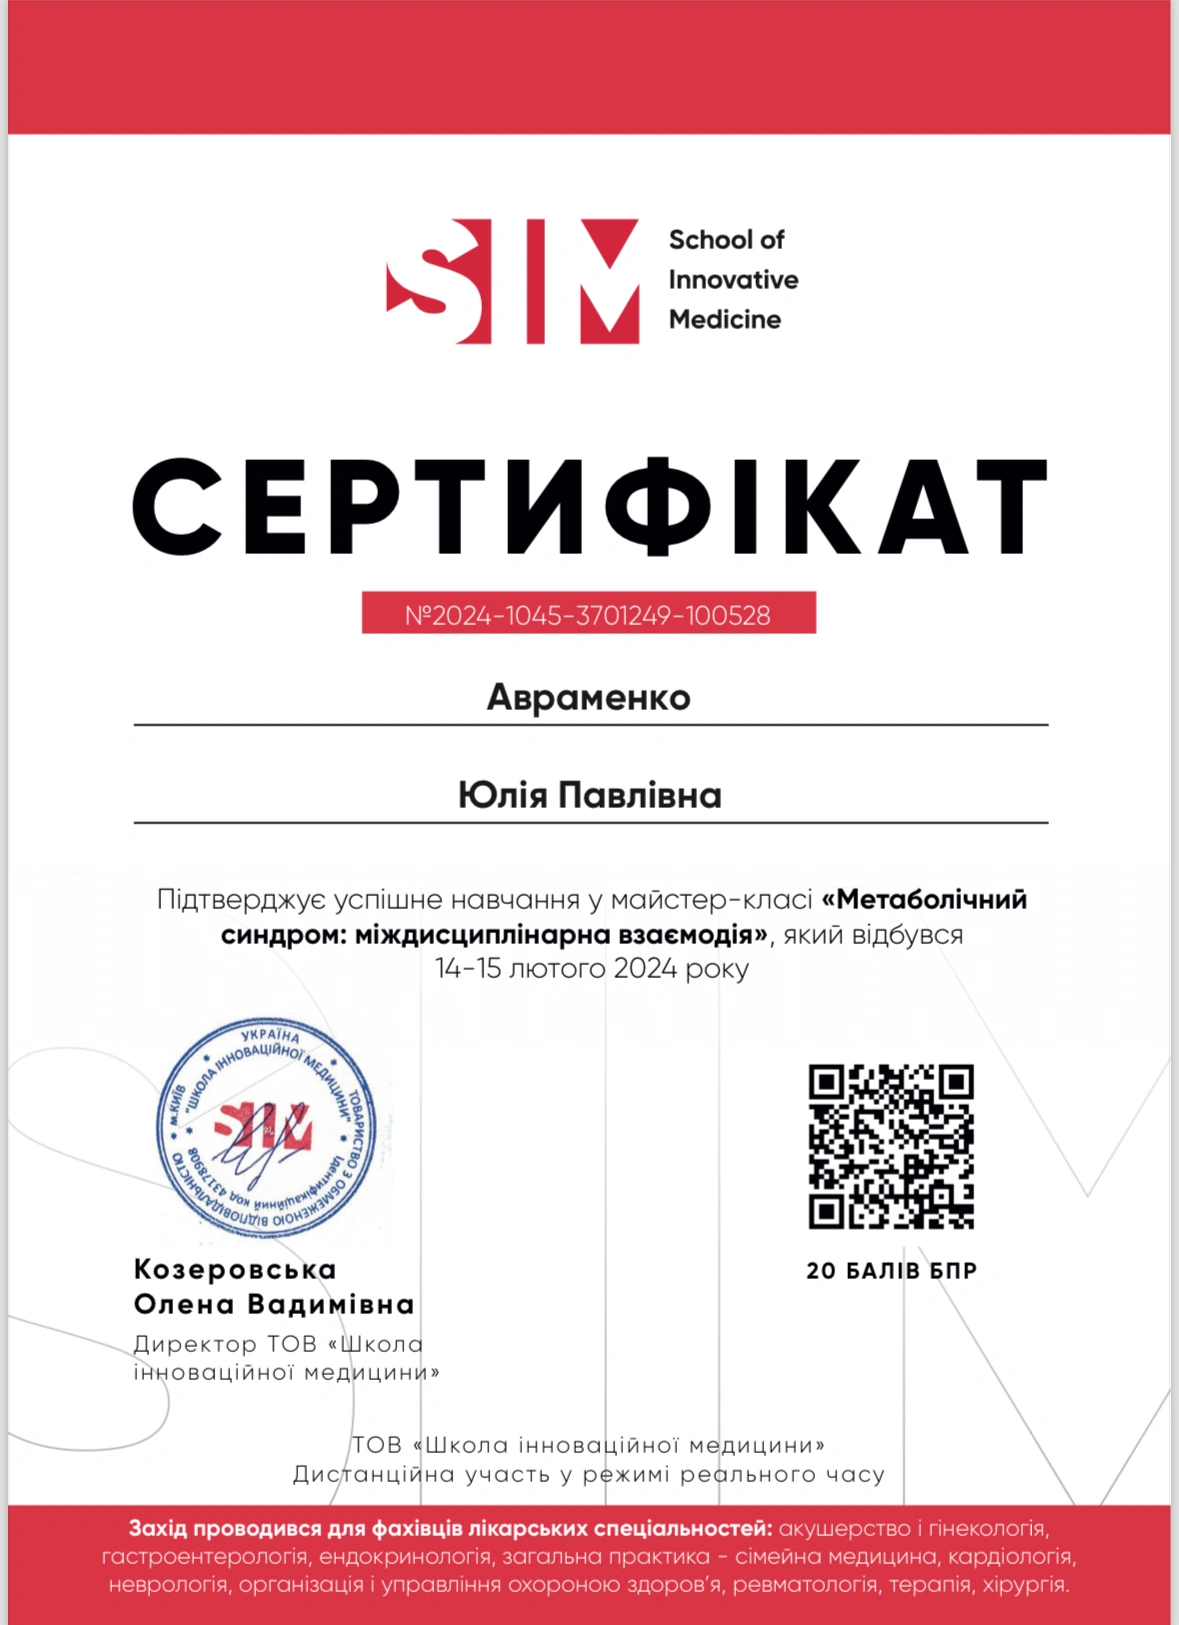 SIM
School of
Innovative
Medicine
СЕРТИФІКАТ
№2024-1045-3701249-100528
Авраменко
Юлія Павлівна
Підтверджує успішне навчання у майстер-класі «Метаболічний
синдром: міждисциплінарна взаємодія», який відбувся
14-15 лютого 2024 року
УКРАЇНА
* м.КИЇВ * ТОВАРИСТВО З ОБМЕЖЕНОЮ ВІДПОВІДАЛЬНІСТЮ *
"ШКОЛА ІННОВАЦІЙНОЇ МЕДИЦИНИ"
* Ідентифікаційний код 43178908 *
SIM
20 БАЛІВ БПР
Козеровська
Олена Вадимівна
Директор ТОВ «Школа
інноваційної медицини»
ТОВ «Школа інноваційної медицини»
Дистанційна участь у режимі реального часу
Захід проводився для фахівців лікарських спеціальностей: акушерство і гінекологія,
гастроентерологія, ендокринологія, загальна практика - сімейна медицина, кардіологія,
неврологія, організація і управління охороною здоров’я, ревматологія, терапія, хірургія.